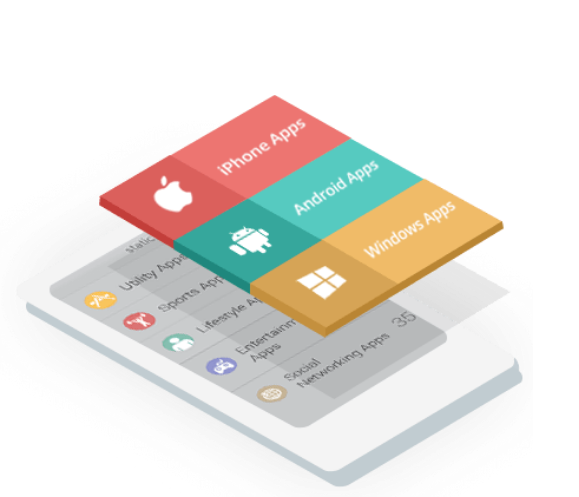 iPhone Apps
Android Apps
Windows Apps
static
Utility Apps
Sports App
Lifestyle A
Entertainm
Apps
Social
Networking Apps 35